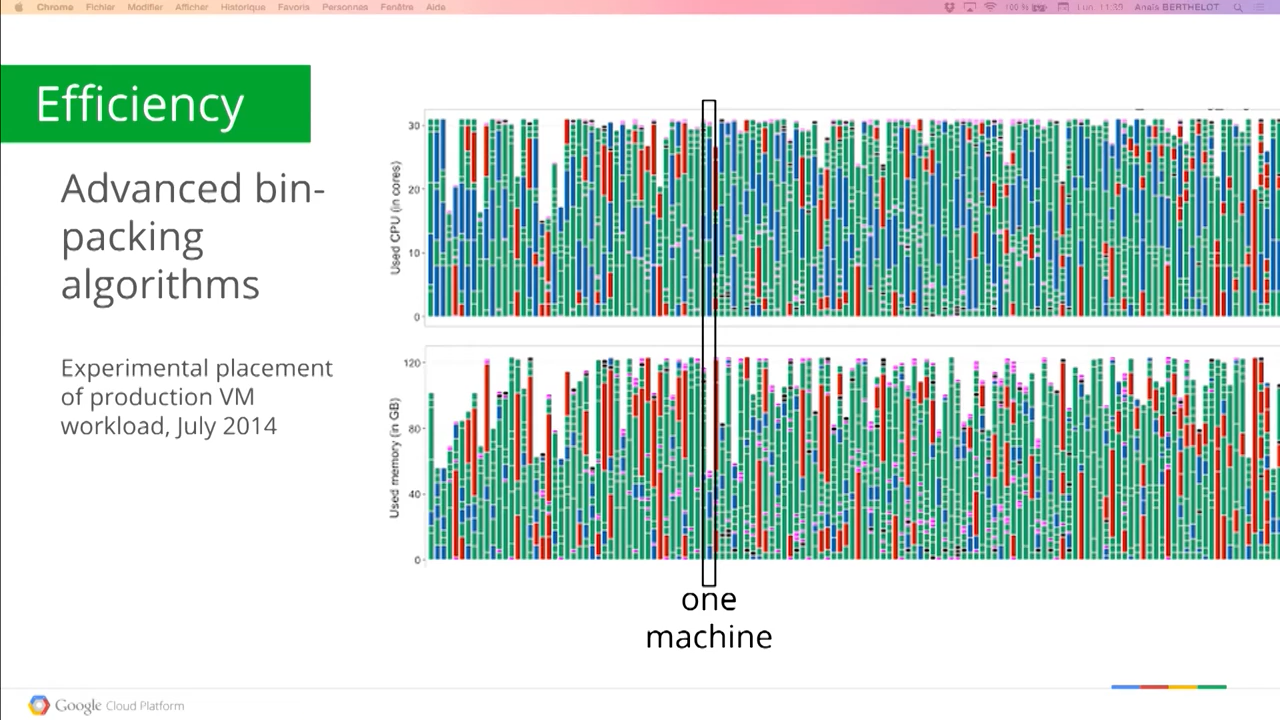 Chrome Fichier Modifier Afficher Historique Favoris Personnes Fenêtre Aide 100 % Lun. 11:39 Anaïs BERTHELOT
Efficiency
Advanced bin-
packing
algorithms
Experimental placement
of production VM
workload, July 2014
Used CPU (in cores)
30
20
10
0
Used memory (in GB)
120
80
40
0
one
machine
Google Cloud Platform